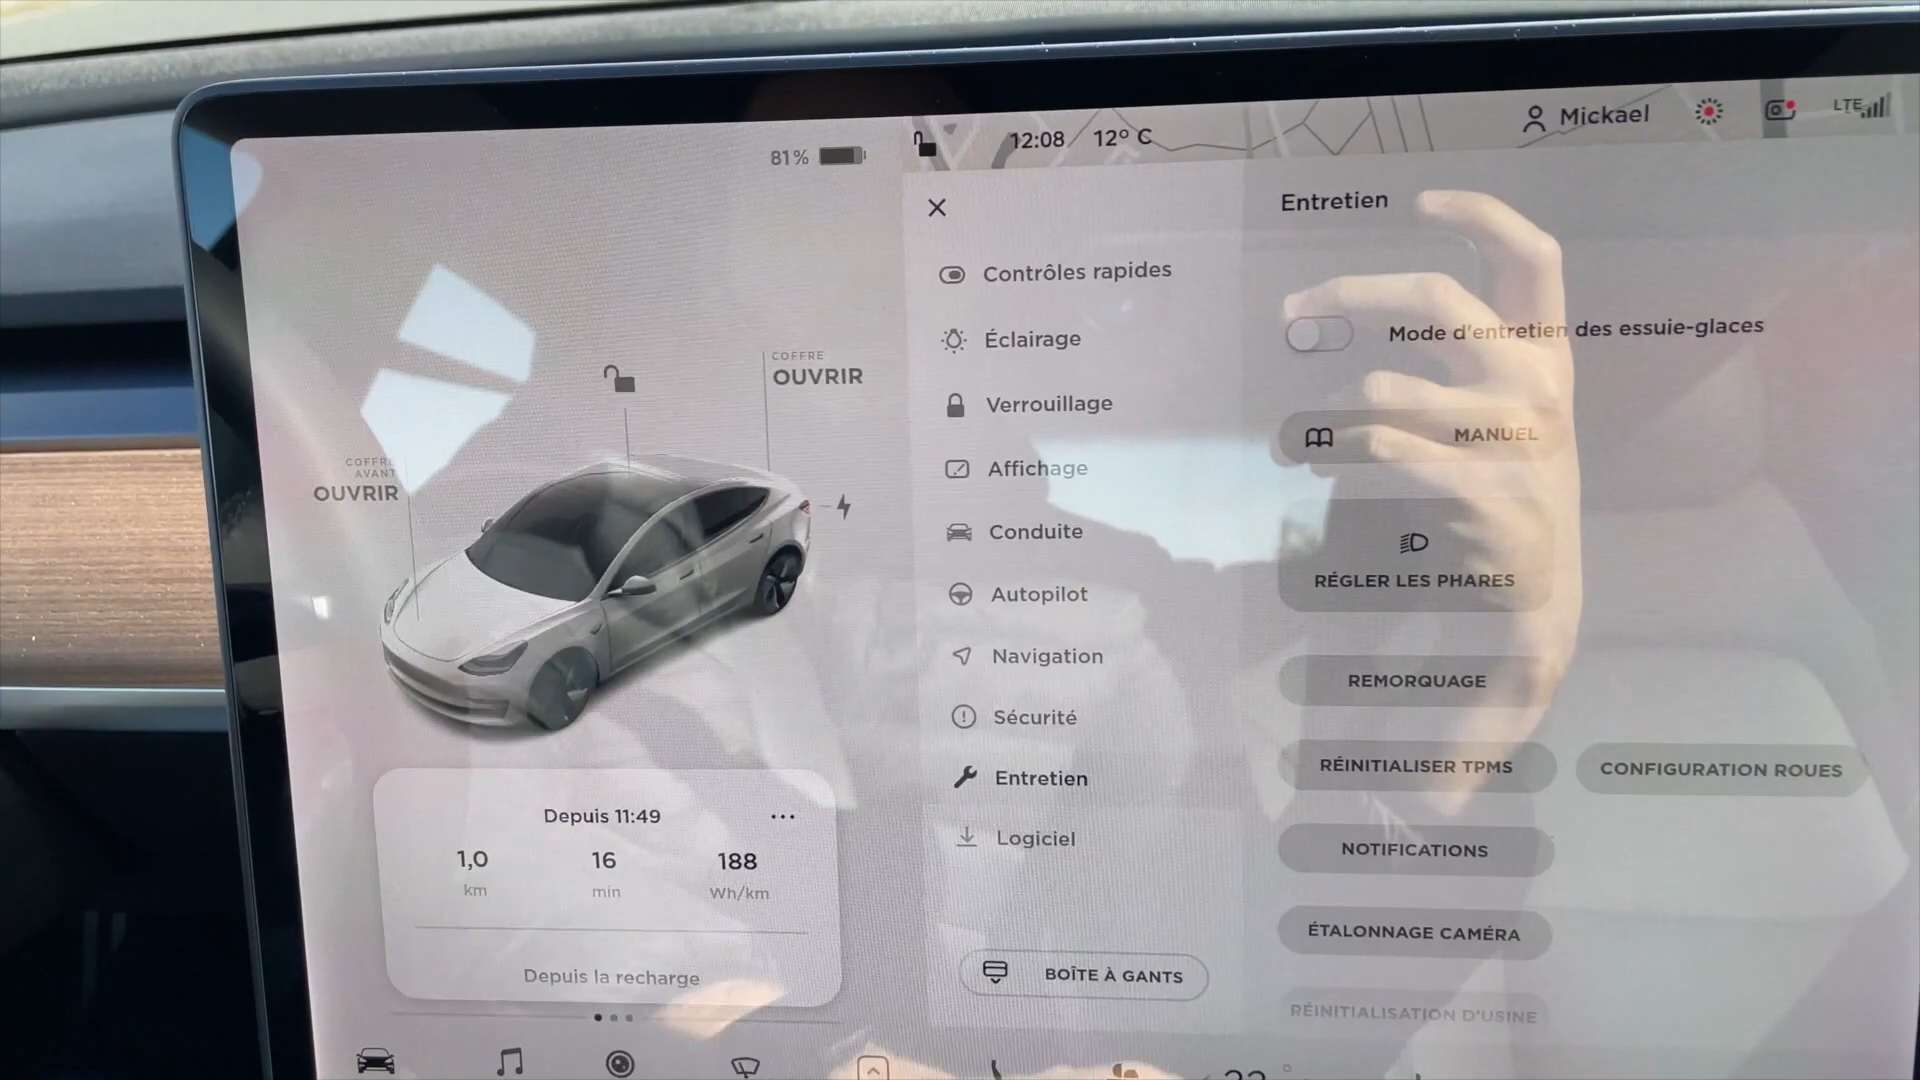 81%
12:08
12° C
Mickael
LTE
Entretien
Contrôles rapides
Éclairage
Verrouillage
Affichage
Conduite
Autopilot
Navigation
Sécurité
Entretien
Logiciel
BOÎTE À GANTS
Mode d'entretien des essuie-glaces
MANUEL
RÉGLER LES PHARES
REMORQUAGE
RÉINITIALISER TPMS
CONFIGURATION ROUES
NOTIFICATIONS
ÉTALONNAGE CAMÉRA
RÉINITIALISATION D'USINE
COFFRE
OUVRIR
COFFRE
AVANT
OUVRIR
Depuis 11:49
1,0
16
188
km
min
Wh/km
Depuis la recharge